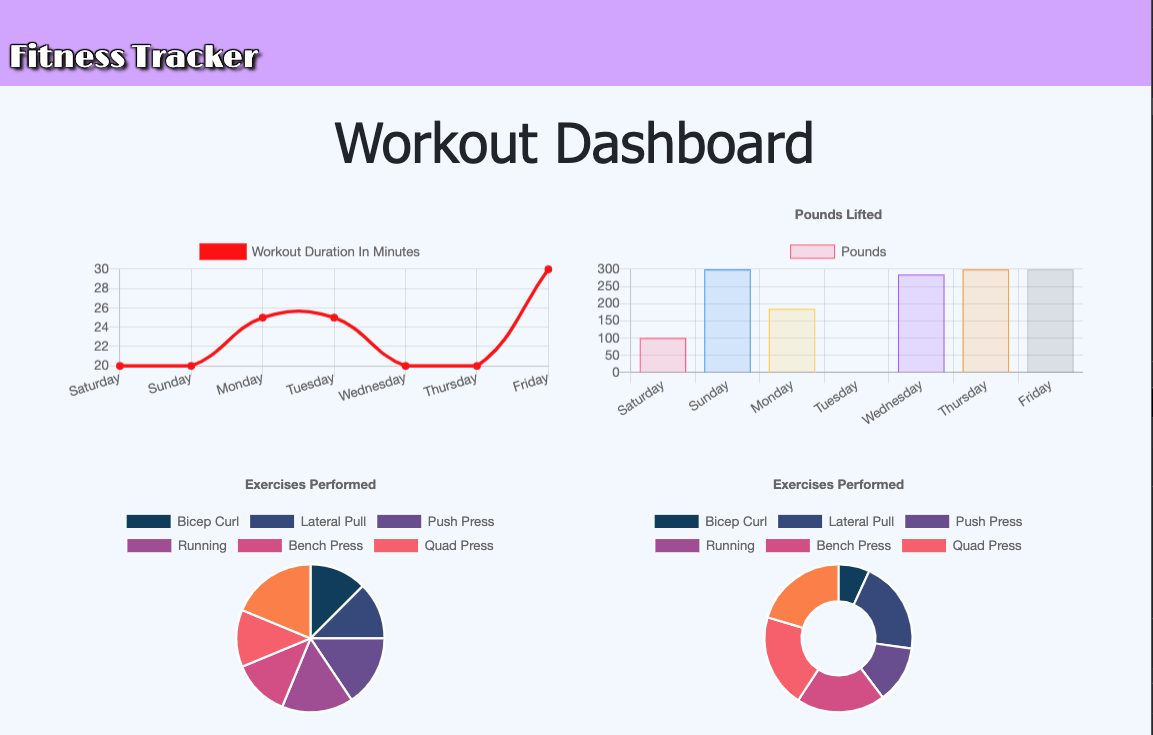 Fitness Tracker
Workout Dashboard
Workout Duration In Minutes
30
28
26
24
22
20
Saturday Sunday Monday Tuesday Wednesday Thursday Friday
Pounds Lifted
Pounds
300
250
200
150
100
50
0
Saturday Sunday Monday Tuesday Wednesday Thursday Friday
Exercises Performed
Bicep Curl Lateral Pull Push Press
Running Bench Press Quad Press
Exercises Performed
Bicep Curl Lateral Pull Push Press
Running Bench Press Quad Press